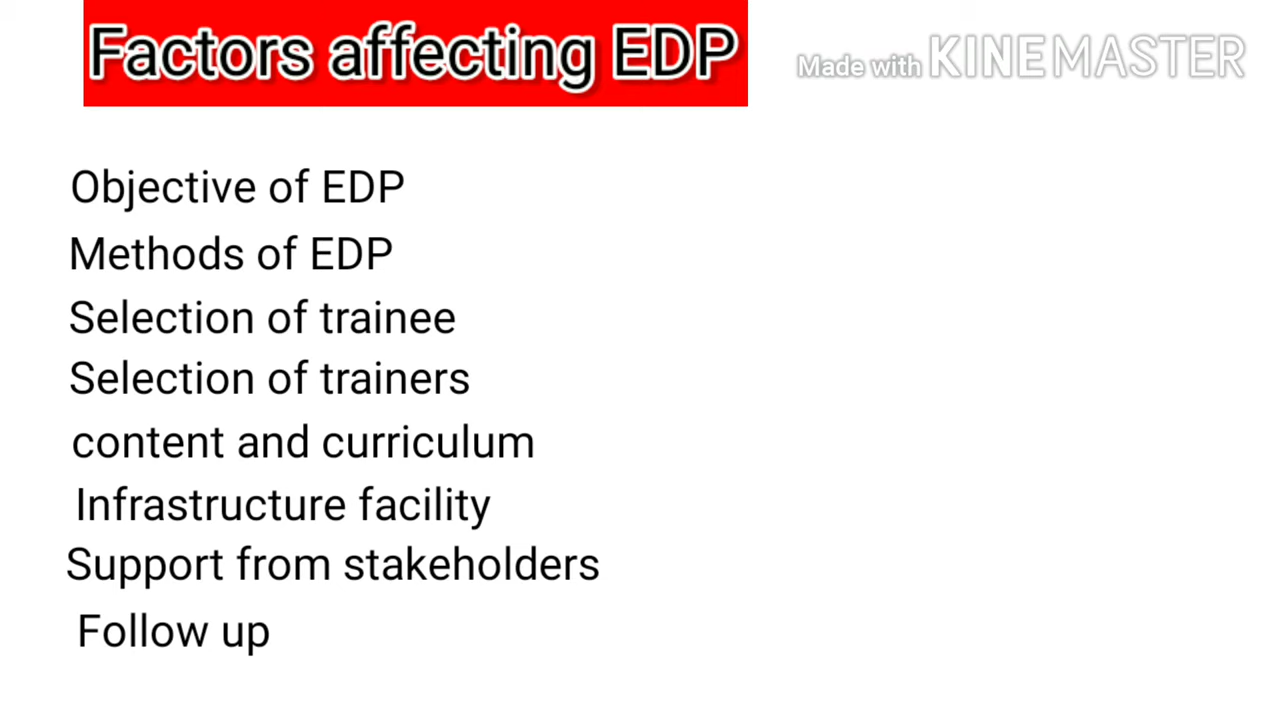 Factors affecting EDP
Made with KINEMASTER
Objective of EDP
Methods of EDP
Selection of trainee
Selection of trainers
content and curriculum
Infrastructure facility
Support from stakeholders
Follow up